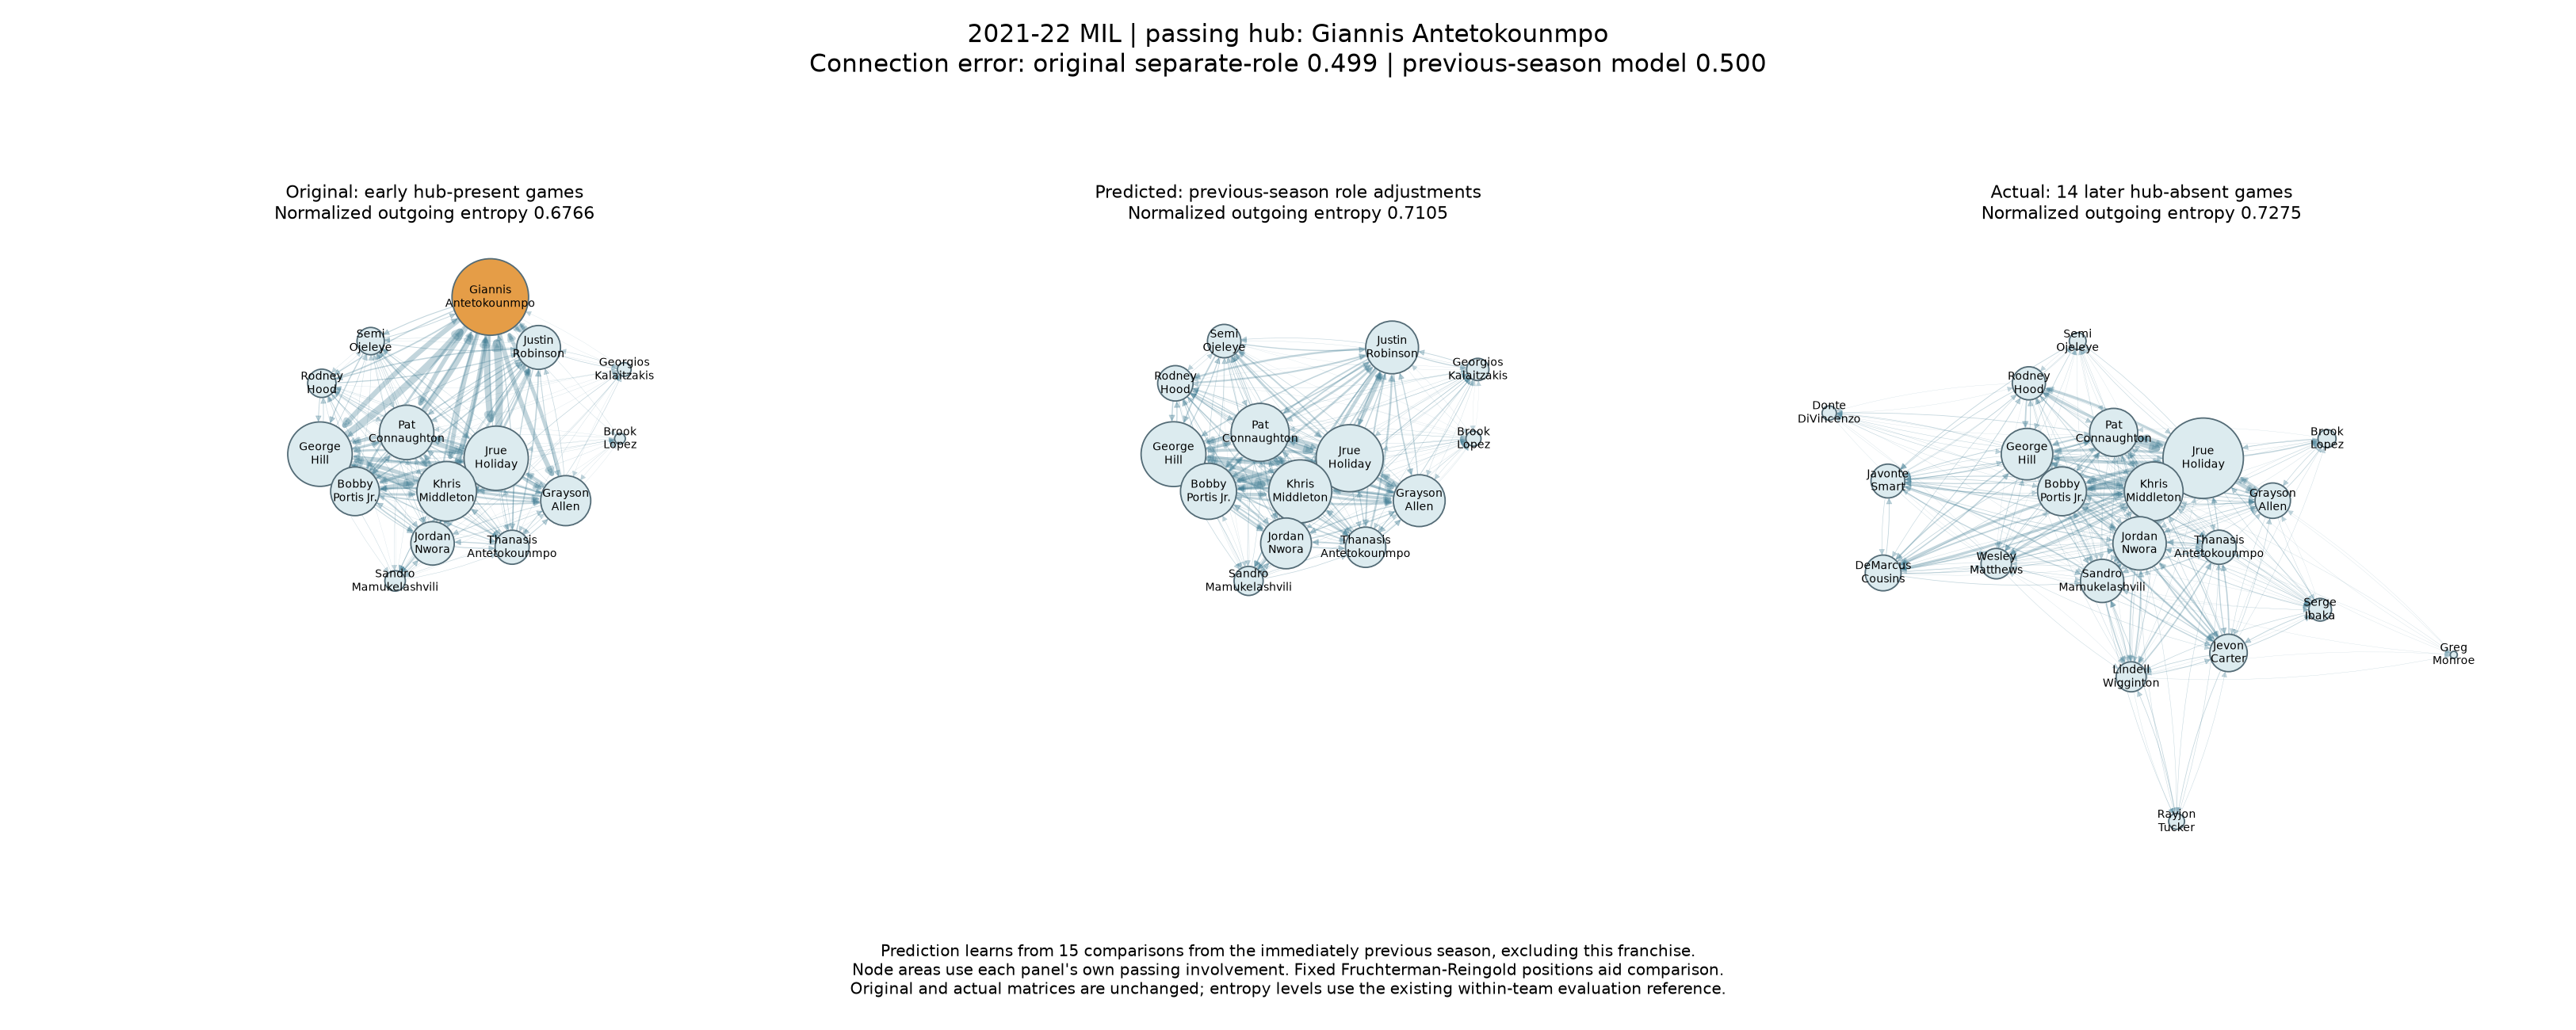 2021-22 MIL | passing hub: Giannis Antetokounmpo
Connection error: original separate-role 0.499 | previous-season model 0.500
Original: early hub-present games
Normalized outgoing entropy 0.6766
Giannis
Antetokounmpo
Semi
Ojeleye
Justin
Robinson
Georgios
Kalaitzakis
Rodney
Hood
Pat
Connaughton
Brook
Lopez
George
Hill
Jrue
Holiday
Bobby
Portis Jr.
Khris
Middleton
Grayson
Allen
Jordan
Nwora
Thanasis
Antetokounmpo
Sandro
Mamukelashvili
Predicted: previous-season role adjustments
Normalized outgoing entropy 0.7105
Semi
Ojeleye
Justin
Robinson
Georgios
Kalaitzakis
Rodney
Hood
Pat
Connaughton
Brook
Lopez
George
Hill
Jrue
Holiday
Bobby
Portis Jr.
Khris
Middleton
Grayson
Allen
Jordan
Nwora
Thanasis
Antetokounmpo
Sandro
Mamukelashvili
Actual: 14 later hub-absent games
Normalized outgoing entropy 0.7275
Semi
Ojeleye
Rodney
Hood
Donte
DiVincenzo
Pat
Connaughton
Brook
Lopez
George
Hill
Jrue
Holiday
Javonte
Smart
Bobby
Portis Jr.
Khris
Middleton
Grayson
Allen
Jordan
Nwora
Thanasis
Antetokounmpo
Wesley
Matthews
DeMarcus
Cousins
Sandro
Mamukelashvili
Serge
Ibaka
Jevon
Carter
Greg
Monroe
Lindell
Wigginton
Rayjon
Tucker
Prediction learns from 15 comparisons from the immediately previous season, excluding this franchise.
Node areas use each panel's own passing involvement. Fixed Fruchterman-Reingold positions aid comparison.
Original and actual matrices are unchanged; entropy levels use the existing within-team evaluation reference.